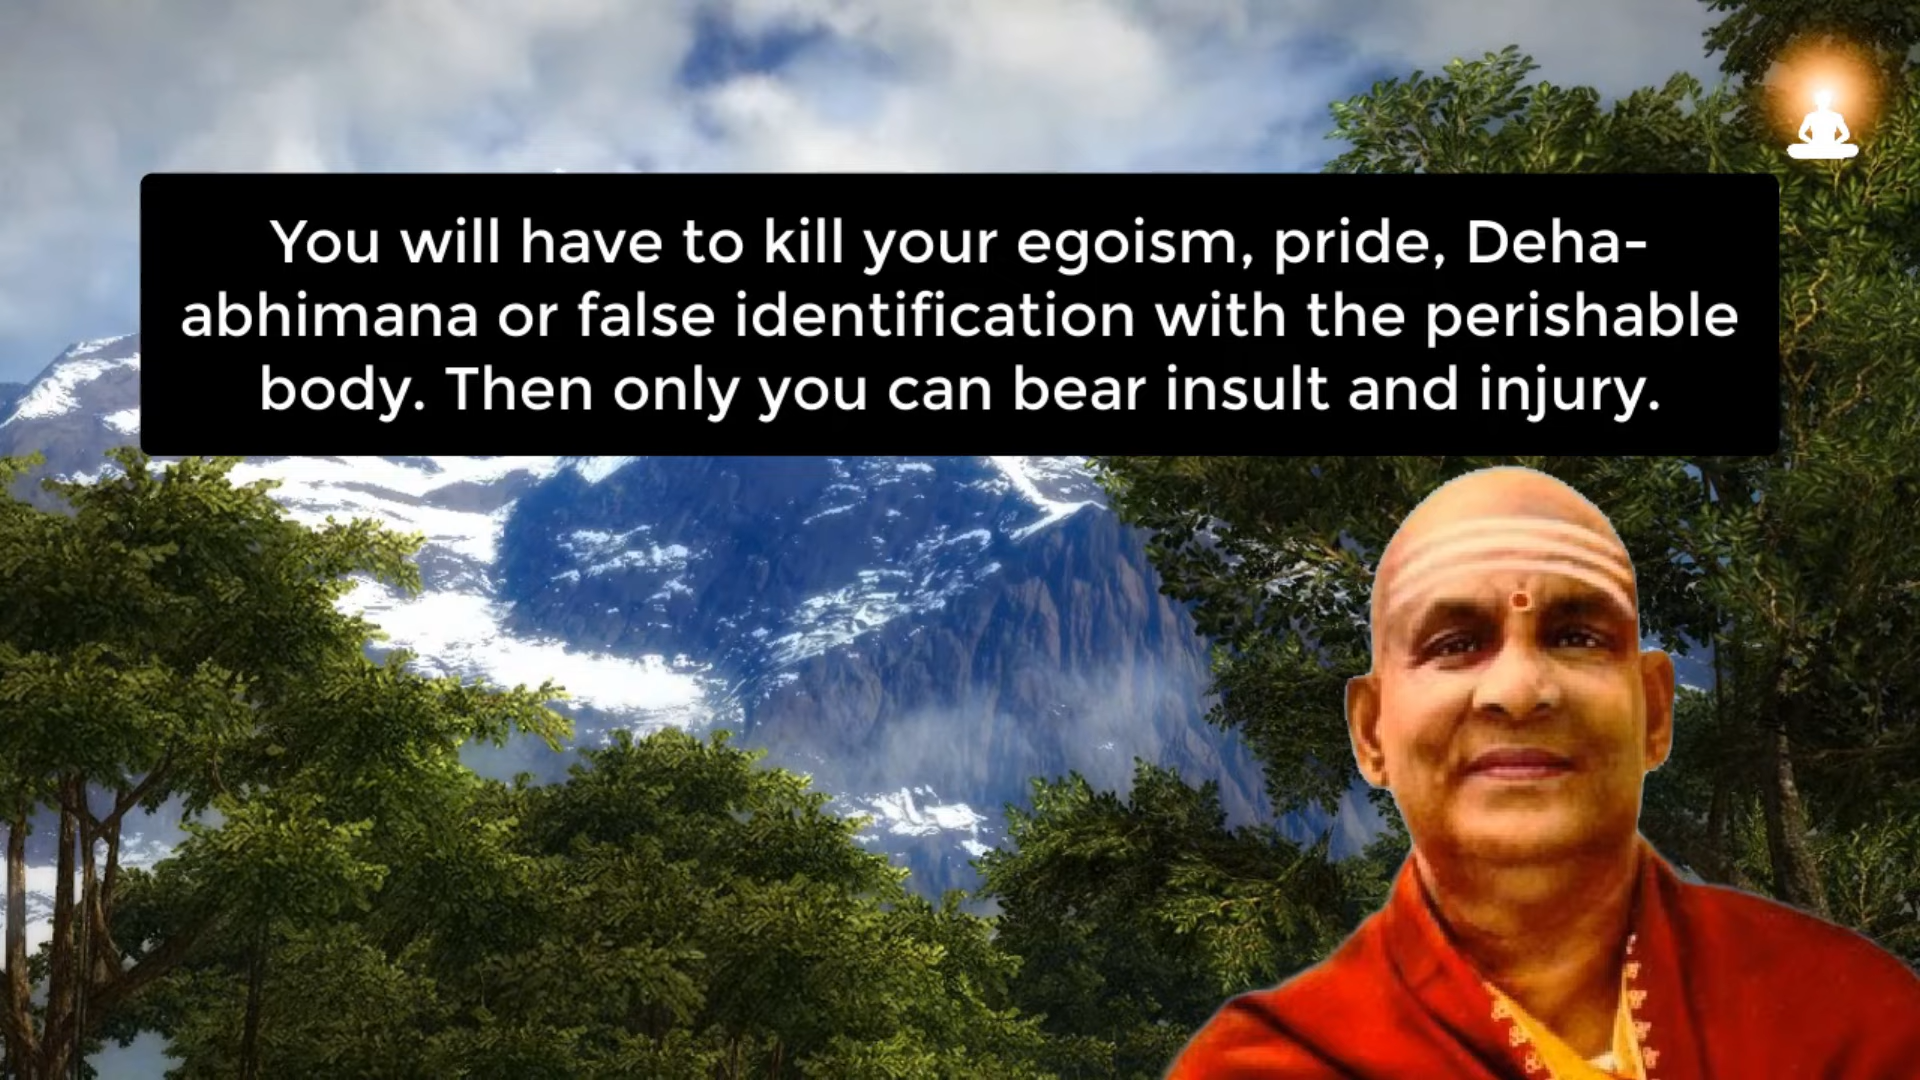 You will have to kill your egoism, pride, Deha-
abhimana or false identification with the perishable
body. Then only you can bear insult and injury.